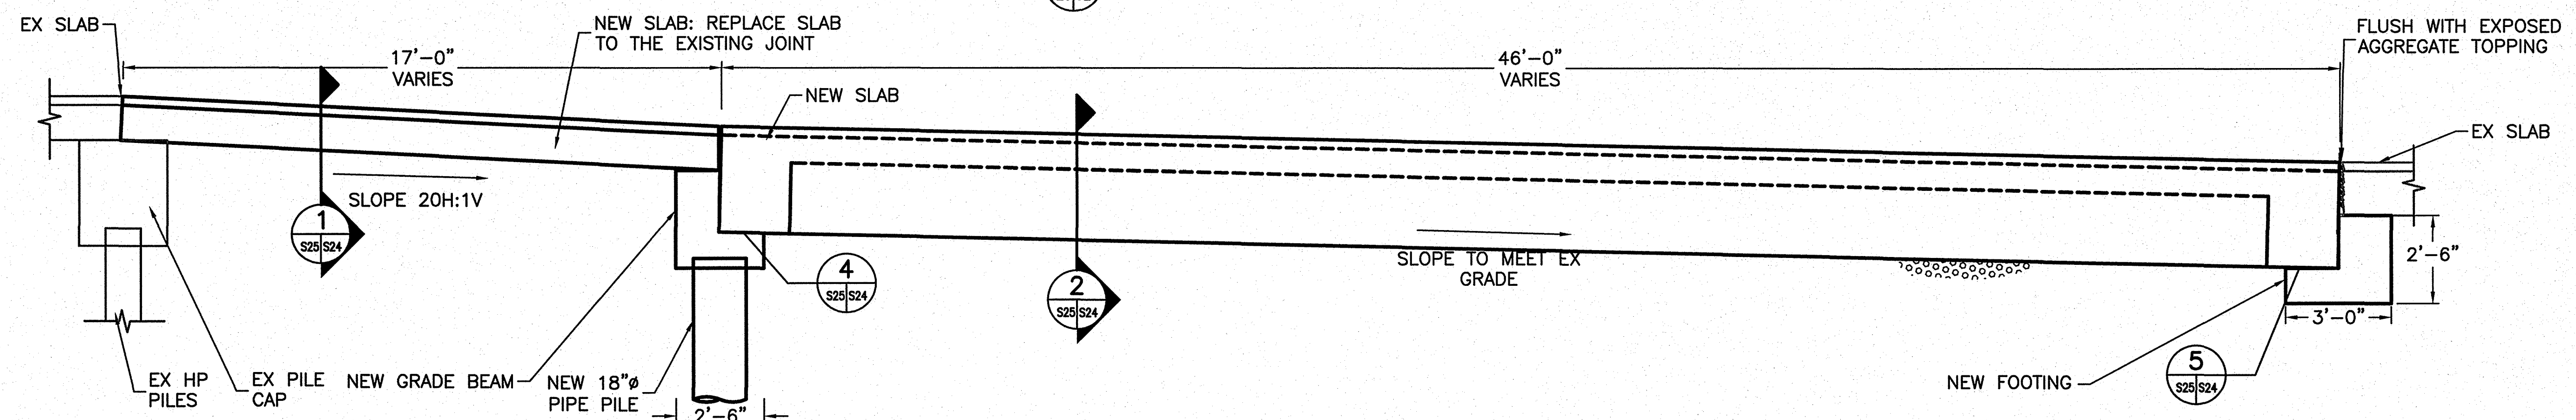 EX SLAB
17'-0"
VARIES
NEW SLAB: REPLACE SLAB
TO THE EXISTING JOINT
46'-0"
VARIES
FLUSH WITH EXPOSED
AGGREGATE TOPPING
NEW SLAB
EX SLAB
SLOPE 20H:1V
1
S25 S24
4
S25 S24
2
S25 S24
SLOPE TO MEET EX
GRADE
2'-6"
3'-0"
EX HP
PILES
EX PILE
CAP
NEW GRADE BEAM
NEW 18"ø
PIPE PILE
2'-6"
NEW FOOTING
5
S25 S24